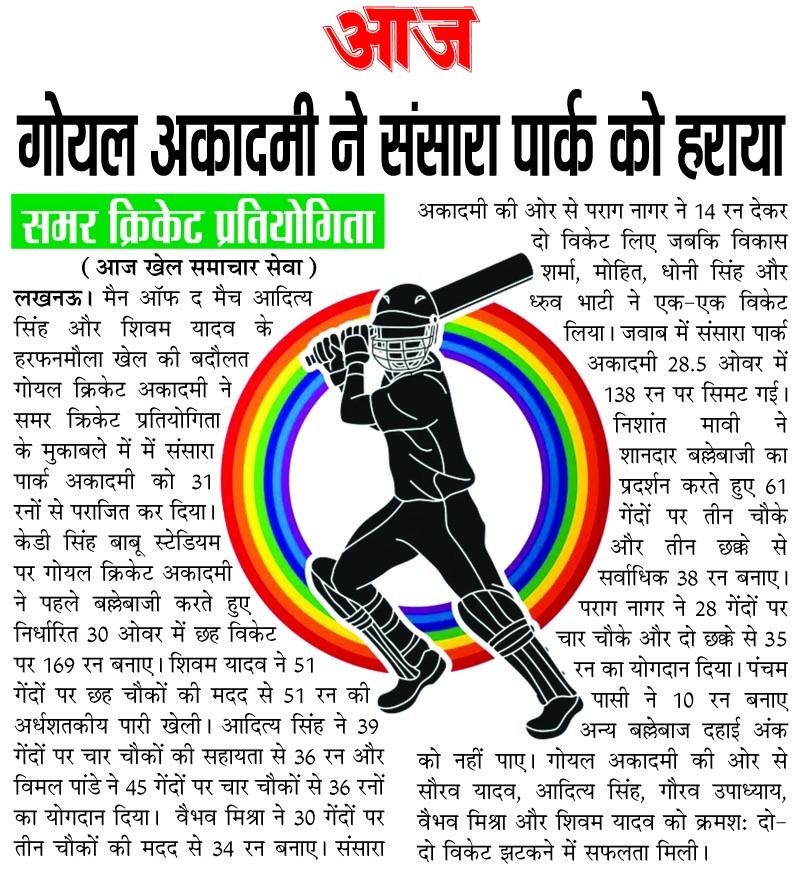 आज
गोयल अकादमी ने संसारा पार्क को हराया
समर क्रिकेट प्रतियोगिता
( आज खेल समाचार सेवा )
लखनऊ। मैन ऑफ द मैच आदित्य
सिंह और शिवम यादव के
हरफनमौला खेल की बदौलत
गोयल क्रिकेट अकादमी ने
समर क्रिकेट प्रतियोगिता
के मुकाबले में में संसारा
पार्क अकादमी को 31
रनों से पराजित कर दिया।
केडी सिंह बाबू स्टेडियम
पर गोयल क्रिकेट अकादमी
ने पहले बल्लेबाजी करते हुए
निर्धारित 30 ओवर में छह विकेट
पर 169 रन बनाए। शिवम यादव ने 51
गेंदों पर छह चौकों की मदद से 51 रन की
अर्धशतकीय पारी खेली। आदित्य सिंह ने 39
गेंदों पर चार चौकों की सहायता से 36 रन और
विमल पांडे ने 45 गेंदों पर चार चौकों से 36 रनों
का योगदान दिया। वैभव मिश्रा ने 30 गेंदों पर
तीन चौकों की मदद से 34 रन बनाए। संसारा
अकादमी की ओर से पराग नागर ने 14 रन देकर
दो विकेट लिए जबकि विकास
शर्मा, मोहित, धोनी सिंह और
ध्रुव भाटी ने एक-एक विकेट
लिया। जवाब में संसारा पार्क
अकादमी 28.5 ओवर में
138 रन पर सिमट गई।
निशांत मावी ने
शानदार बल्लेबाजी का
प्रदर्शन करते हुए 61
गेंदों पर तीन चौके
और तीन छक्के से
सर्वाधिक 38 रन बनाए।
पराग नागर ने 28 गेंदों पर
चार चौके और दो छक्के से 35
रन का योगदान दिया। पंचम
पासी ने 10 रन बनाए
अन्य बल्लेबाज दहाई अंक
को नहीं पाए। गोयल अकादमी की ओर से
सौरव यादव, आदित्य सिंह, गौरव उपाध्याय,
वैभव मिश्रा और शिवम यादव को क्रमश: दो-
दो विकेट झटकने में सफलता मिली।